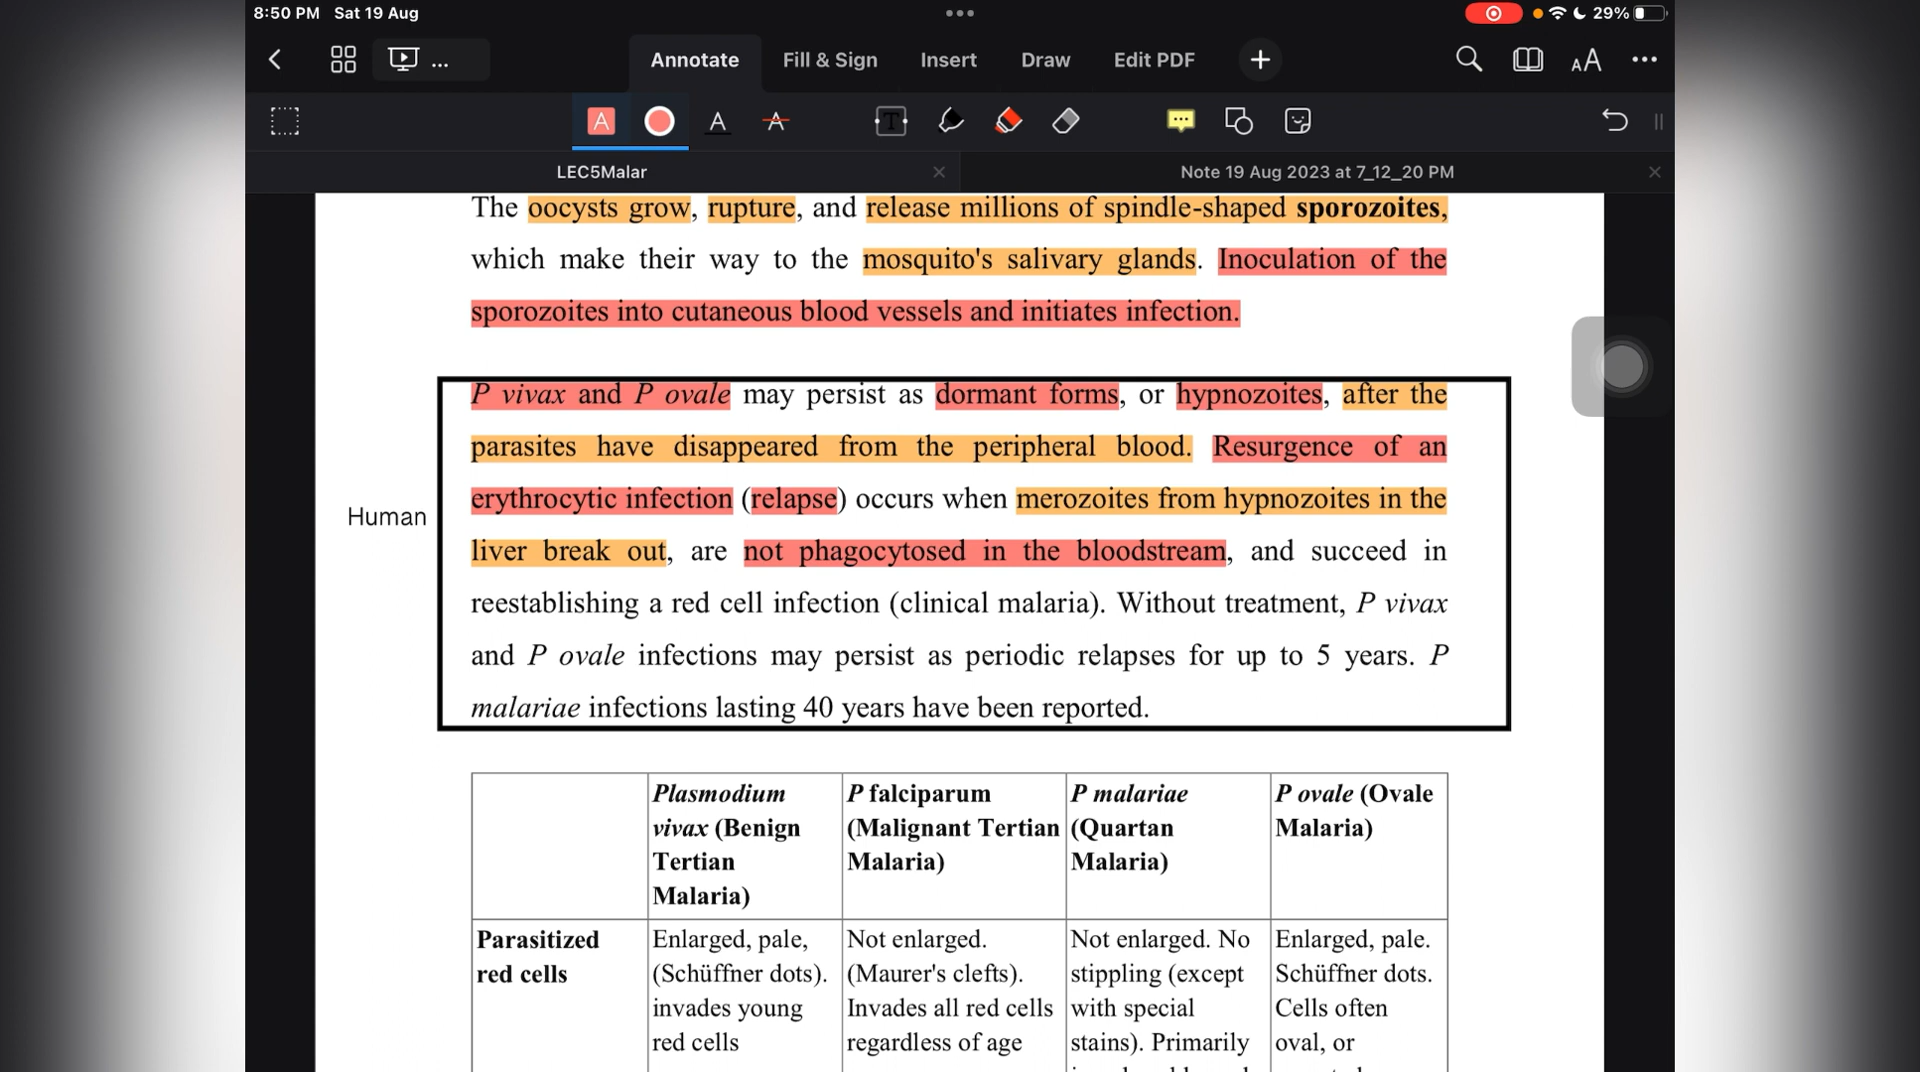 8:50 PM Sat 19 Aug
29%
...
Annotate
Fill & Sign
Insert
Draw
Edit PDF
AA
A
A
A
T
LEC5Malar
Note 19 Aug 2023 at 7_12_20 PM
The oocysts grow, rupture, and release millions of spindle-shaped sporozoites,
which make their way to the mosquito's salivary glands. Inoculation of the
sporozoites into cutaneous blood vessels and initiates infection.
Human
P vivax and P ovale may persist as dormant forms, or hypnozoites, after the
parasites have disappeared from the peripheral blood. Resurgence of an
erythrocytic infection (relapse) occurs when merozoites from hypnozoites in the
liver break out, are not phagocytosed in the bloodstream, and succeed in
reestablishing a red cell infection (clinical malaria). Without treatment, P vivax
and P ovale infections may persist as periodic relapses for up to 5 years. P
malariae infections lasting 40 years have been reported.
Plasmodium
vivax (Benign
Tertian
Malaria)
P falciparum
(Malignant Tertian
Malaria)
P malariae
(Quartan
Malaria)
P ovale (Ovale
Malaria)
Parasitized
red cells
Enlarged, pale,
(Schüffner dots).
invades young
red cells
Not enlarged.
(Maurer's clefts).
Invades all red cells
regardless of age
Not enlarged. No
stippling (except
with special
stains). Primarily
Enlarged, pale.
Schüffner dots.
Cells often
oval, or